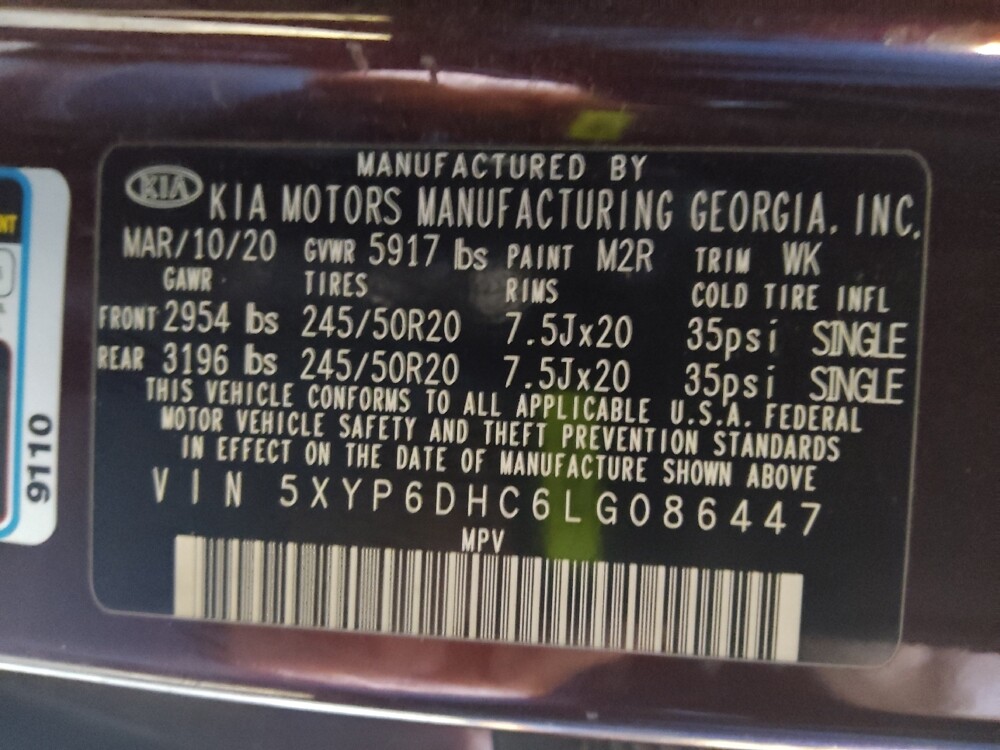 MANUFACTURED BY
KIA KIA MOTORS MANUFACTURING GEORGIA, INC.
MAR/10/20 GVWR 5917 lbs PAINT M2R TRIM WK
GAWR TIRES RIMS COLD TIRE INFL
FRONT 2954 lbs 245/50R20 7.5Jx20 35psi SINGLE
REAR 3196 lbs 245/50R20 7.5Jx20 35psi SINGLE
THIS VEHICLE CONFORMS TO ALL APPLICABLE U.S.A. FEDERAL
MOTOR VEHICLE SAFETY AND THEFT PREVENTION STANDARDS
IN EFFECT ON THE DATE OF MANUFACTURE SHOWN ABOVE
VIN 5XYP6DHC6LG086447
MPV
9110